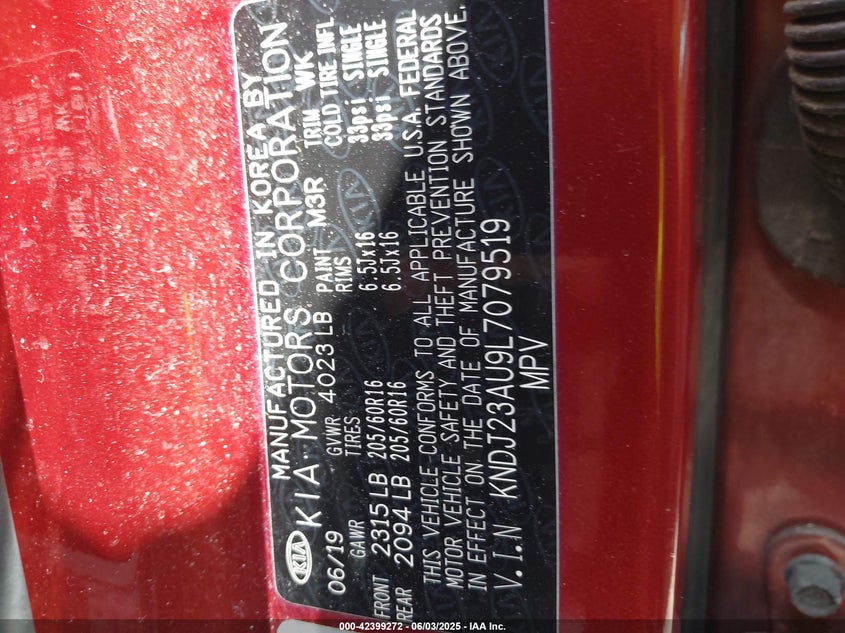 MANUFACTURED IN KOREA BY
KIA KIA MOTORS CORPORATION
06/19 GVWR 4023 LB PAINT M3R TRIM WK
GAWR TIRES RIMS COLD TIRE INFL
FRONT 2315 LB 205/60R16 6.5Jx16 33psi SINGLE
REAR 2094 LB 205/60R16 6.5Jx16 33psi SINGLE
THIS VEHICLE CONFORMS TO ALL APPLICABLE U.S.A. FEDERAL
MOTOR VEHICLE SAFETY AND THEFT PREVENTION STANDARDS
IN EFFECT ON THE DATE OF MANUFACTURE SHOWN ABOVE.
V.I.N KNDJ23AU9L7079519
MPV
000-42399272 - 06/03/2025 - IAA Inc.